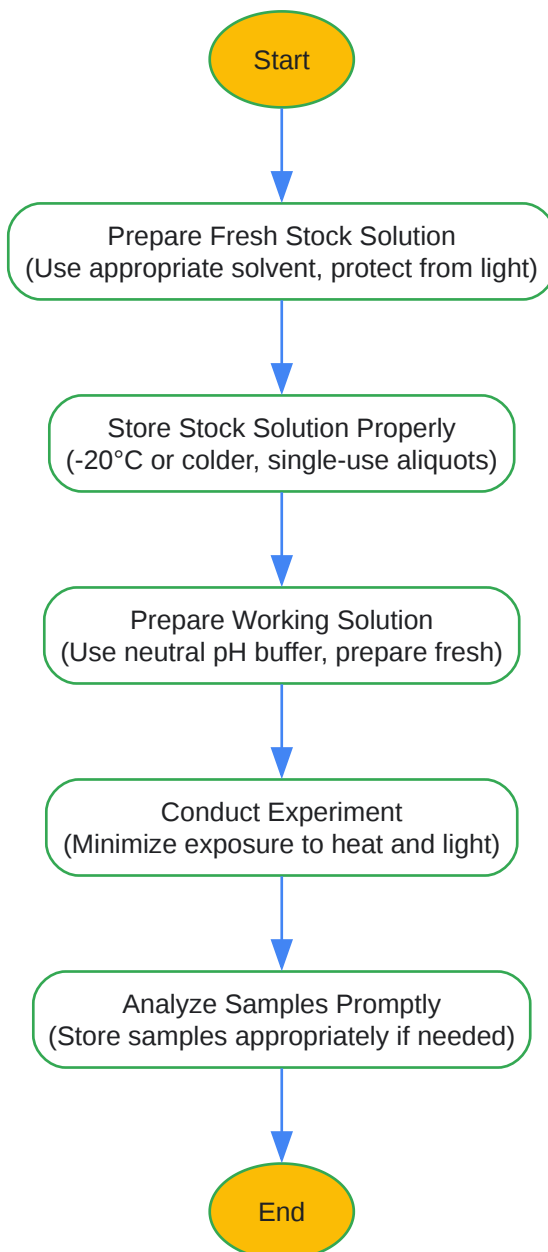 Start
Prepare Fresh Stock Solution
(Use appropriate solvent, protect from light)
Store Stock Solution Properly
(-20°C or colder, single-use aliquots)
Prepare Working Solution
(Use neutral pH buffer, prepare fresh)
Conduct Experiment
(Minimize exposure to heat and light)
Analyze Samples Promptly
(Store samples appropriately if needed)
End